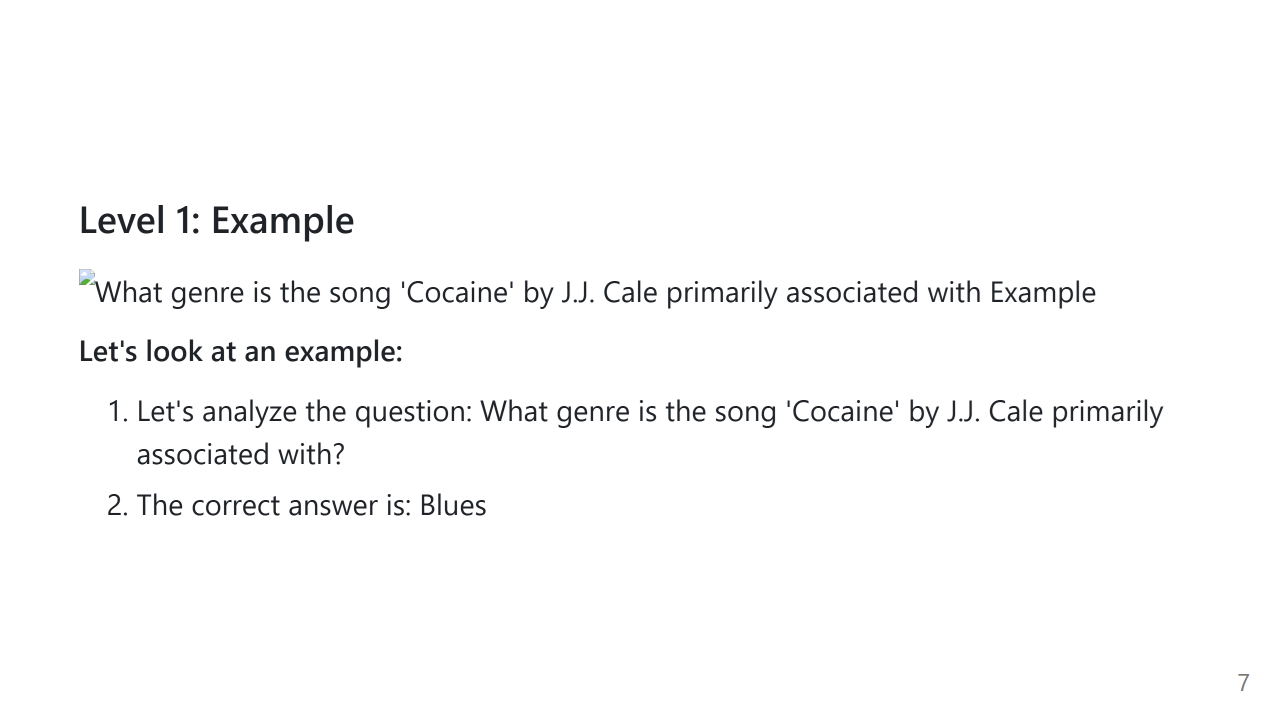 Level 1: Example
What genre is the song 'Cocaine' by J.J. Cale primarily associated with Example
Let's look at an example:
1. Let's analyze the question: What genre is the song 'Cocaine' by J.J. Cale primarily
associated with?
2. The correct answer is: Blues
7